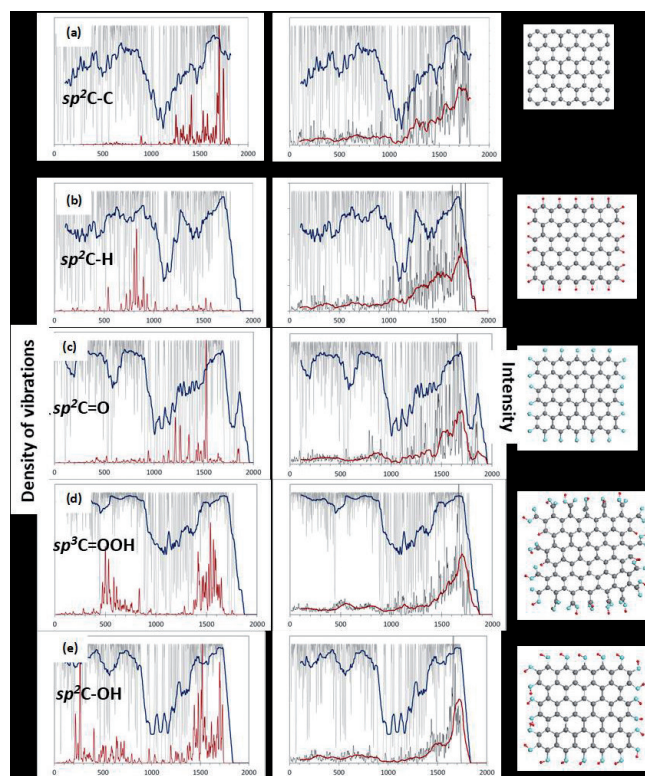 (a)
sp²C-C
0 500 1000 1500 2000
0 500 1000 1500 2000
(b)
sp²C-H
0 500 1000 1500 2000
0 500 1000 1500 2000
Density of vibrations
(c)
sp²C=O
0 500 1000 1500 2000
0 500 1000 1500 2000
Intensity
(d)
sp³C=OOH
0 500 1000 1500 2000
0 500 1000 1500 2000
(e)
sp²C-OH
0 500 1000 1500 2000
0 500 1000 1500 2000